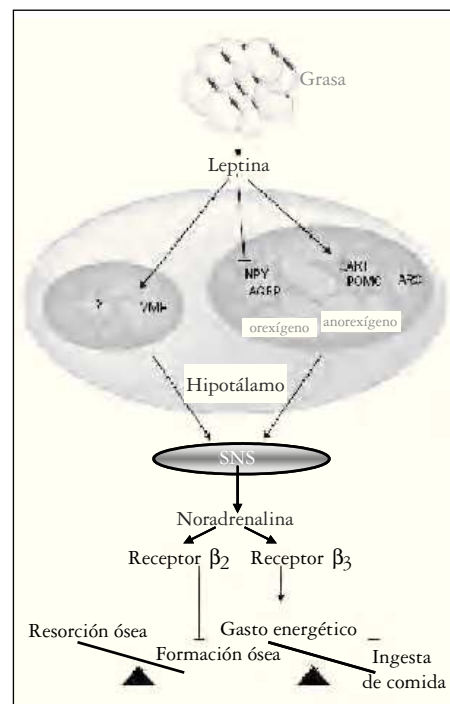 Grasa
Leptina
NPY
AGRP
CART
POMC
ARC
?
VMH
orexígeno
anorexígeno
Hipotálamo
SNS
Noradrenalina
Receptor β2
Receptor β3
Resorción ósea
Formación ósea
Gasto energético
Ingesta
de comida